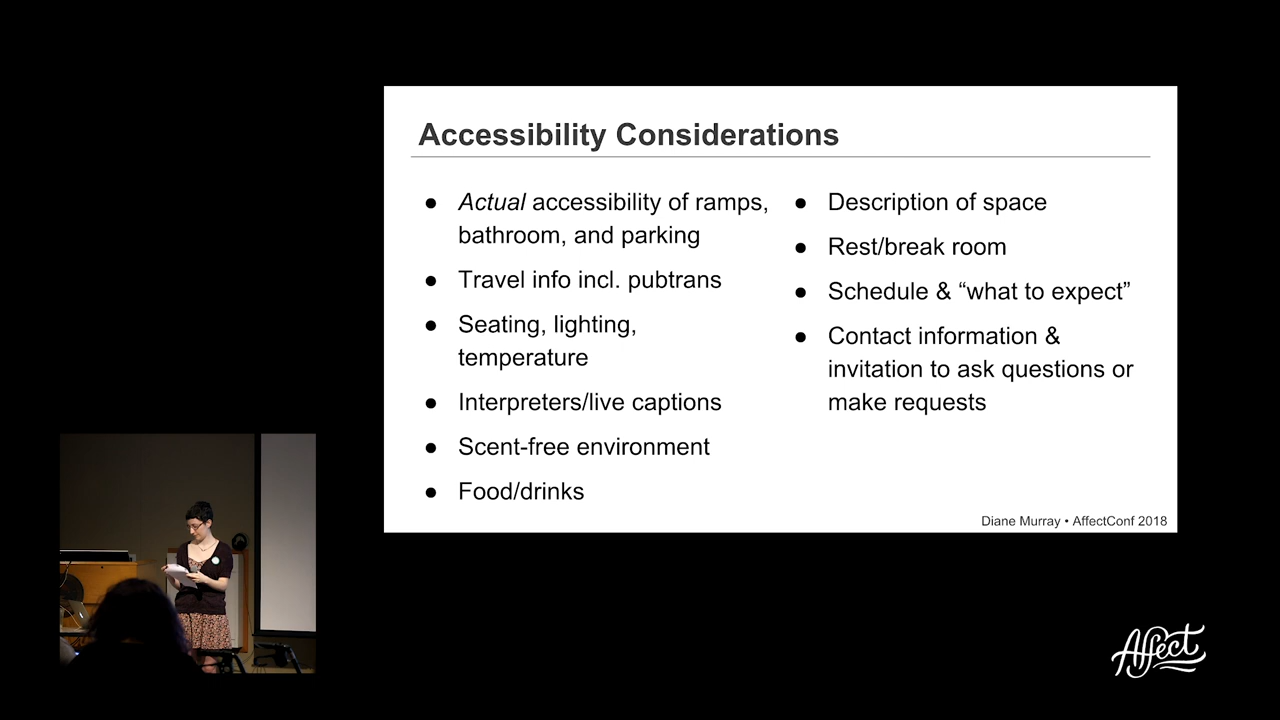 Accessibility Considerations
● Actual accessibility of ramps,
bathroom, and parking
● Travel info incl. pubtrans
● Seating, lighting,
temperature
● Interpreters/live captions
● Scent-free environment
● Food/drinks
● Description of space
● Rest/break room
● Schedule & “what to expect”
● Contact information &
invitation to ask questions or
make requests
Diane Murray • AffectConf 2018
Affect